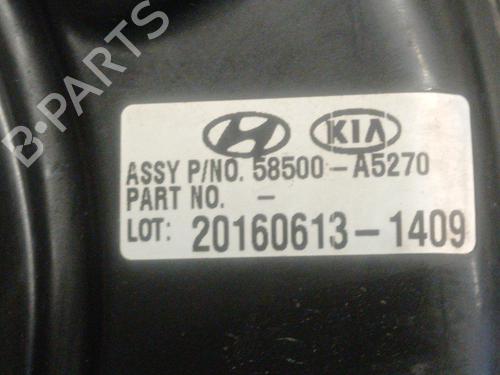 B-PARTS
KIA
ASSY P/NO. 58500-A5270
PART NO. -
LOT: 20160613-1409